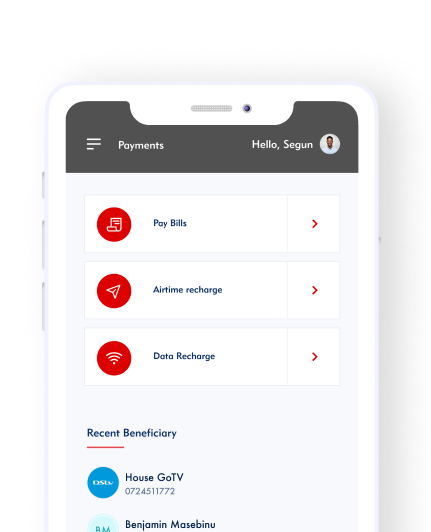 Payments
Hello, Segun
Pay Bills
Airtime recharge
Data Recharge
Recent Beneficiary
DStv
House GoTV
0724511772
BM
Benjamin Masebinu